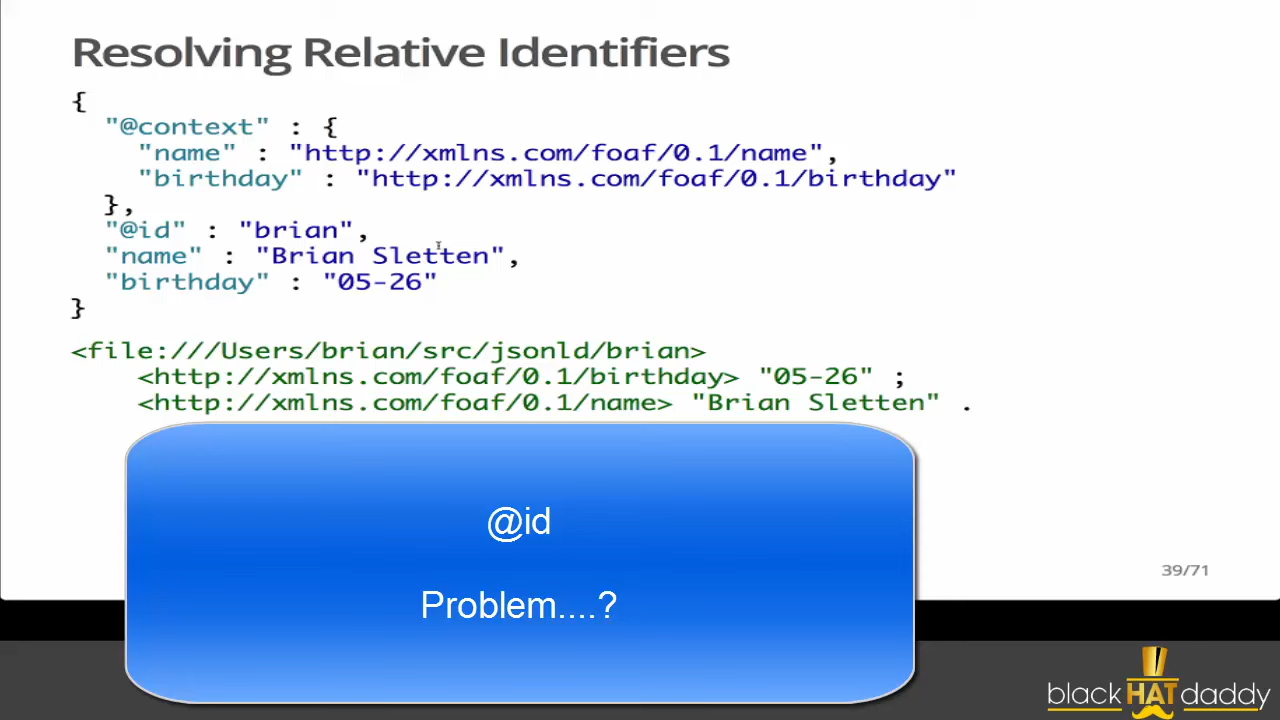 Resolving Relative Identifiers
{
"@context" : {
"name" : "http://xmlns.com/foaf/0.1/name",
"birthday" : "http://xmlns.com/foaf/0.1/birthday"
},
"@id" : "brian",
"name" : "Brian Sletten",
"birthday" : "05-26"
}
<file:///Users/brian/src/jsonld/brian>
<http://xmlns.com/foaf/0.1/birthday> "05-26" ;
<http://xmlns.com/foaf/0.1/name> "Brian Sletten" .
@id
Problem....?
39/71
blackHATdaddy